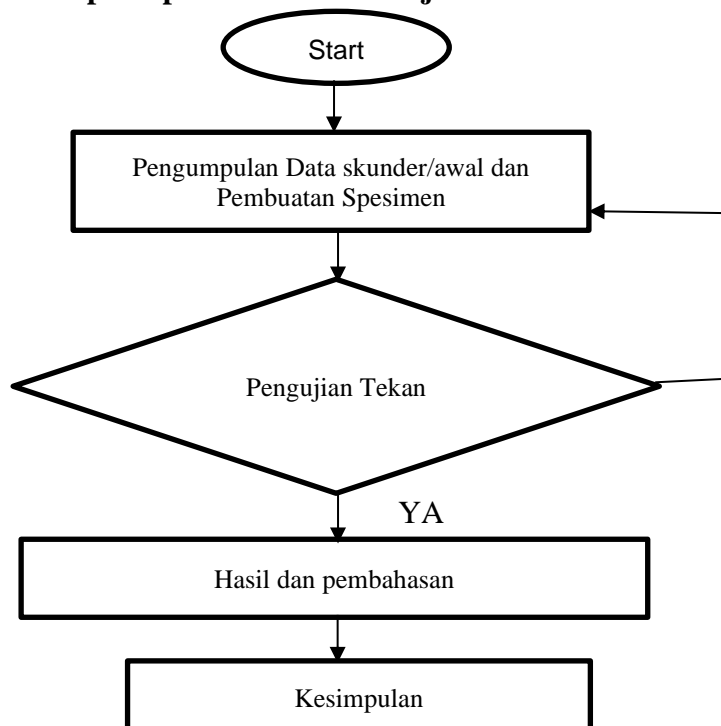 Start
Pengumpulan Data skunder/awal dan
Pembuatan Spesimen
Pengujian Tekan
YA
Hasil dan pembahasan
Kesimpulan